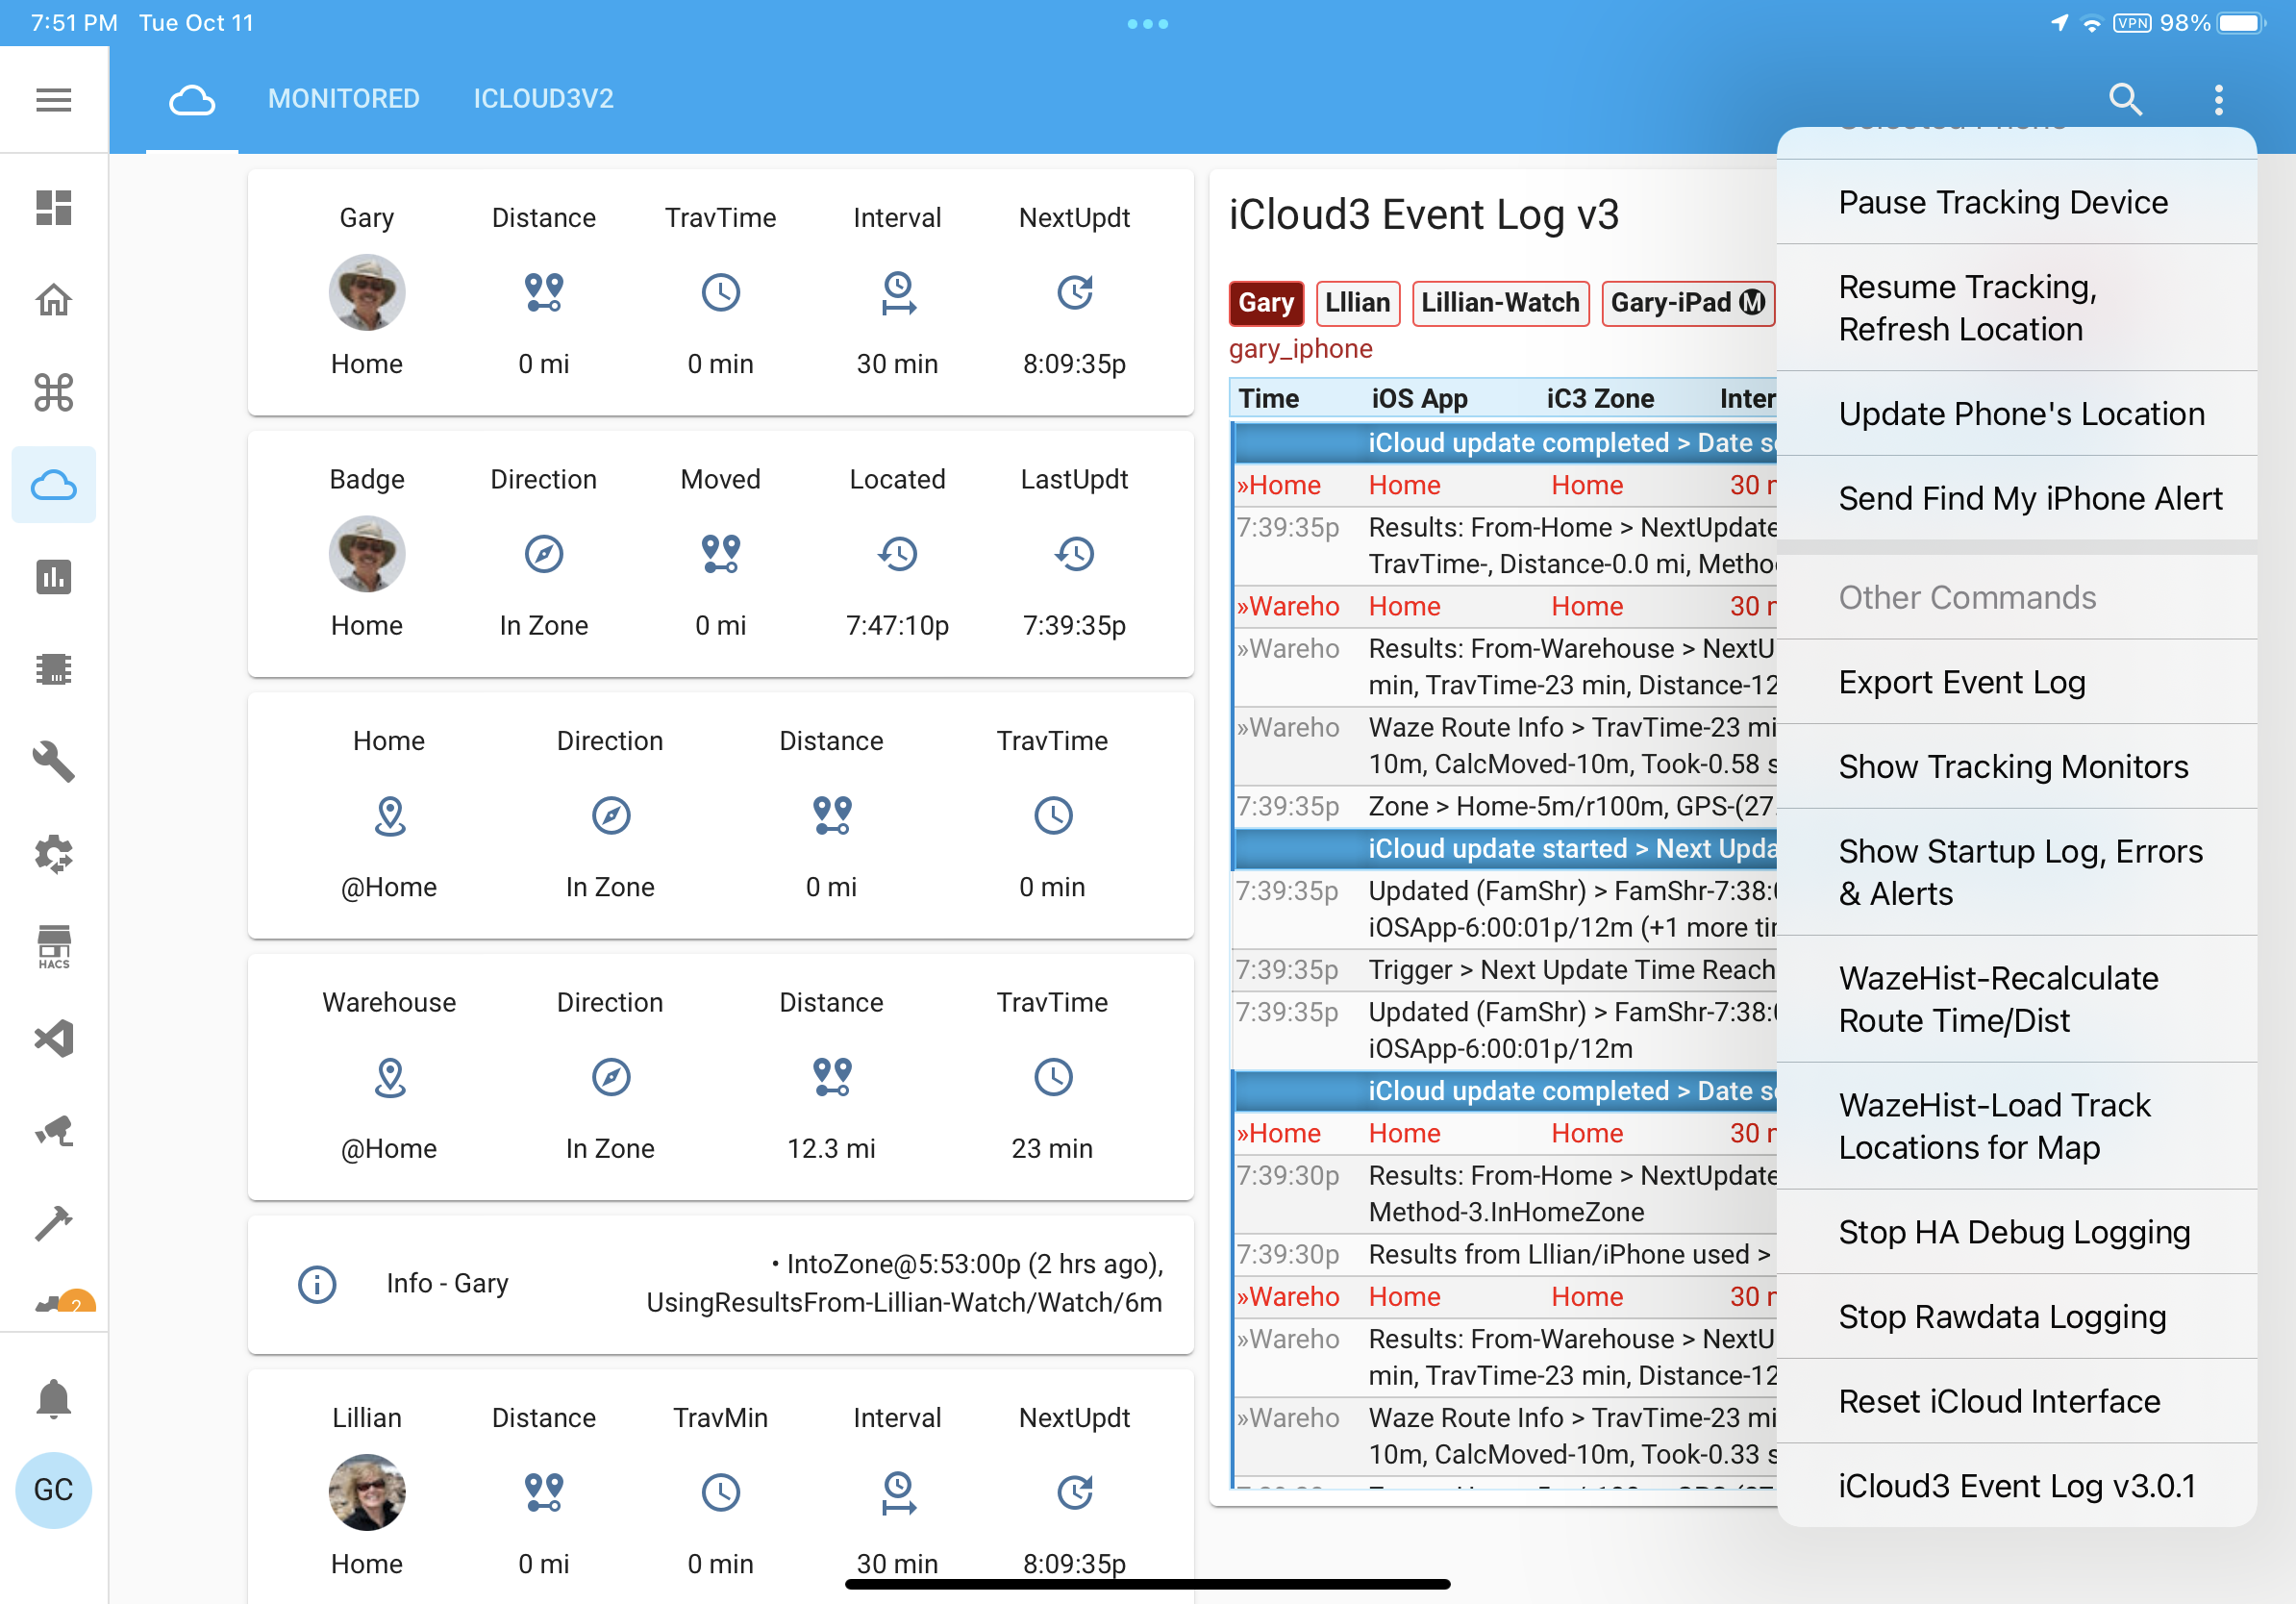 7:51 PM Tue Oct 11
VPN 98%
MONITORED ICLOUD3V2
Gary Distance TravTime Interval NextUpdt
Home 0 mi 0 min 30 min 8:09:35p
Badge Direction Moved Located LastUpdt
Home In Zone 0 mi 7:47:10p 7:39:35p
Home Direction Distance TravTime
@Home In Zone 0 mi 0 min
Warehouse Direction Distance TravTime
@Home In Zone 12.3 mi 23 min
Info - Gary
• IntoZone@5:53:00p (2 hrs ago),
UsingResultsFrom-Lillian-Watch/Watch/6m
Lillian Distance TravMin Interval NextUpdt
Home 0 mi 0 min 30 min 8:09:35p
HACS
2
GC
iCloud3 Event Log v3
Gary Lllian Lillian-Watch Gary-iPad Ⓜ
gary_iphone
Time iOS App iC3 Zone Inter
iCloud update completed > Date s
»Home Home Home 30
7:39:35p Results: From-Home > NextUpdate
TravTime-, Distance-0.0 mi, Metho
»Wareho Home Home 30
»Wareho Results: From-Warehouse > NextU
min, TravTime-23 min, Distance-12
»Wareho Waze Route Info > TravTime-23 mi
10m, CalcMoved-10m, Took-0.58 s
7:39:35p Zone > Home-5m/r100m, GPS-(27.
iCloud update started > Next Upda
7:39:35p Updated (FamShr) > FamShr-7:38:
iOSApp-6:00:01p/12m (+1 more ti
7:39:35p Trigger > Next Update Time Reach
7:39:35p Updated (FamShr) > FamShr-7:38:
iOSApp-6:00:01p/12m
iCloud update completed > Date s
»Home Home Home 30
7:39:30p Results: From-Home > NextUpdate
Method-3.InHomeZone
7:39:30p Results from Lllian/iPhone used >
»Wareho Home Home 30
»Wareho Results: From-Warehouse > NextU
min, TravTime-23 min, Distance-12
»Wareho Waze Route Info > TravTime-23 mi
10m, CalcMoved-10m, Took-0.33 s
Pause Tracking Device
Resume Tracking,
Refresh Location
Update Phone's Location
Send Find My iPhone Alert
Other Commands
Export Event Log
Show Tracking Monitors
Show Startup Log, Errors
& Alerts
WazeHist-Recalculate
Route Time/Dist
WazeHist-Load Track
Locations for Map
Stop HA Debug Logging
Stop Rawdata Logging
Reset iCloud Interface
iCloud3 Event Log v3.0.1